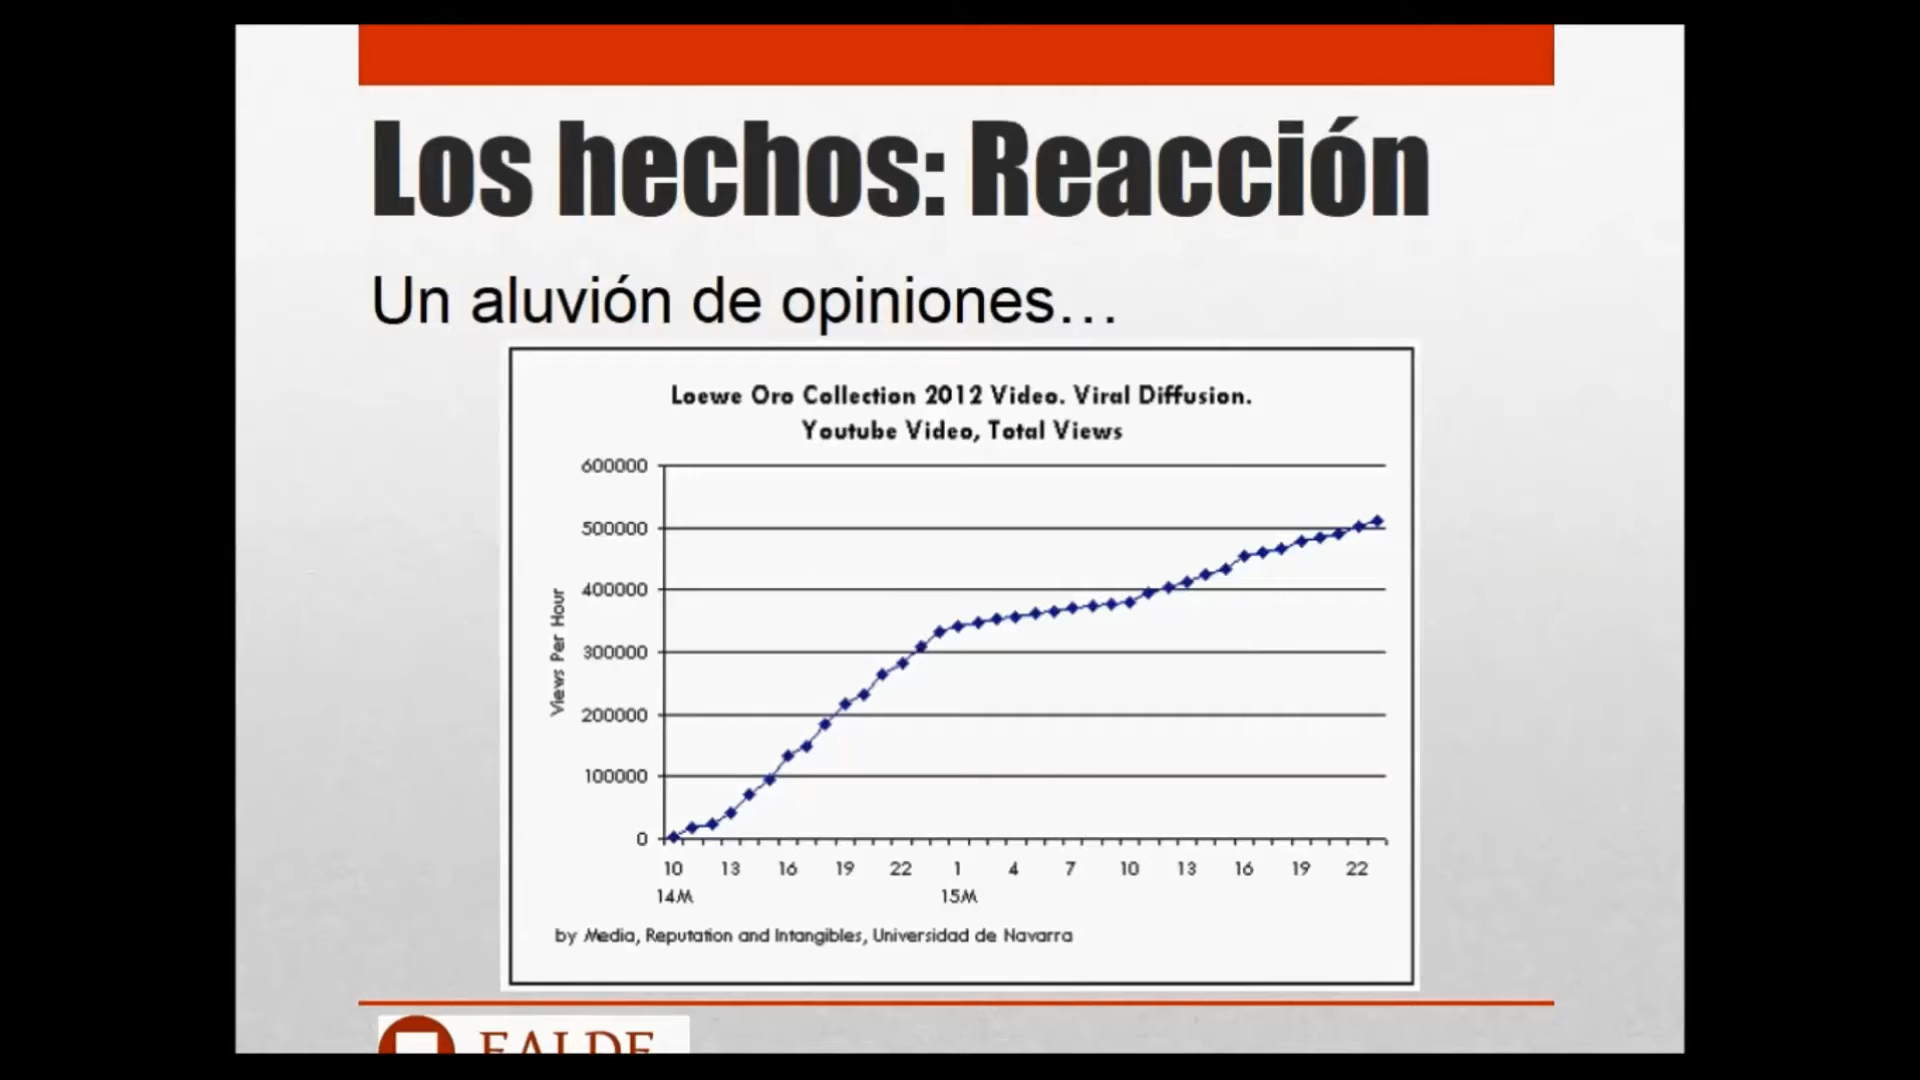 Los hechos: Reacción
Un aluvión de opiniones…
Loewe Oro Collection 2012 Video. Viral Diffusion.
Youtube Video, Total Views
Views Per Hour
600000
500000
400000
300000
200000
100000
0
10 13 16 19 22 1 4 7 10 13 16 19 22
14M 15M
by Media, Reputation and Intangibles, Universidad de Navarra
EALDE